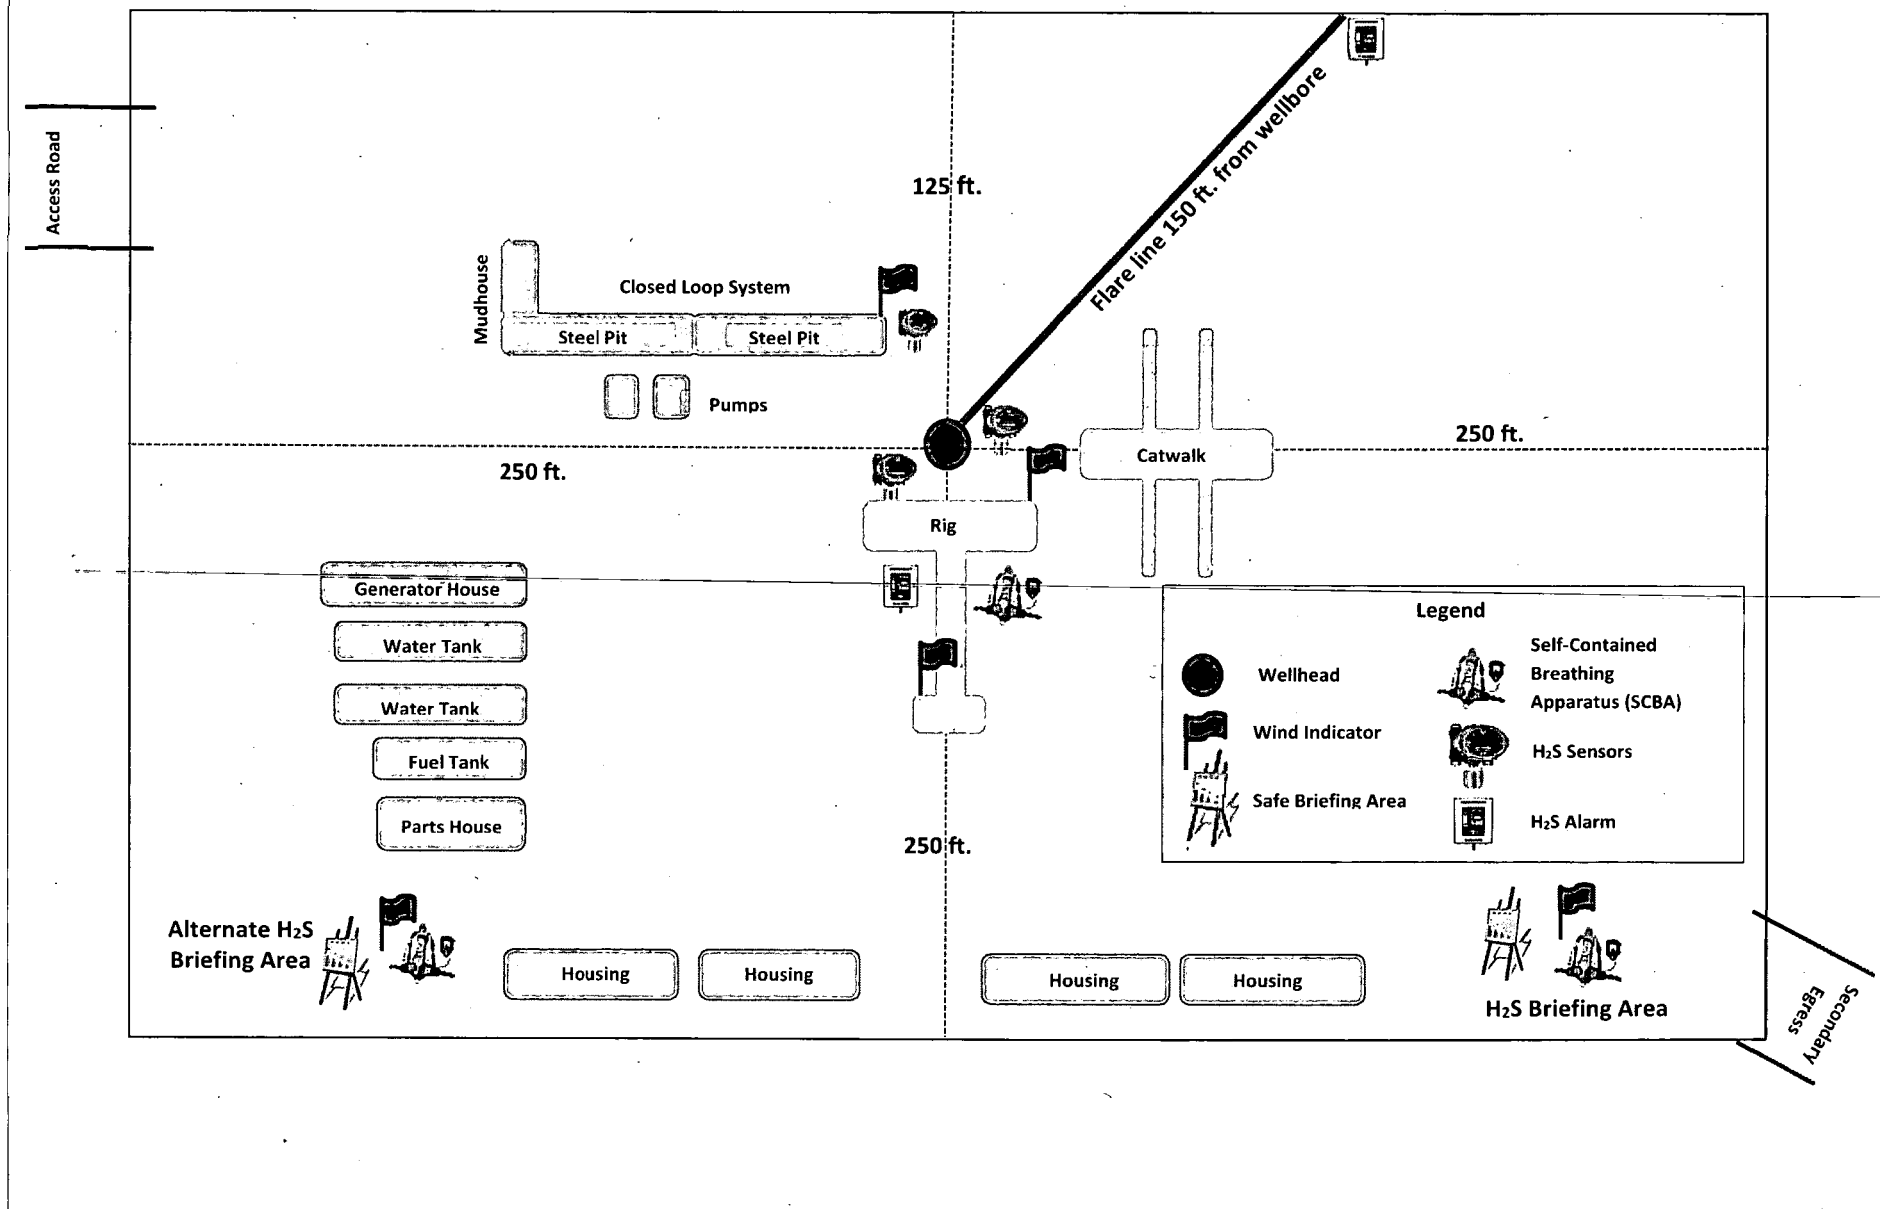 Access Road
125 ft.
Flare line 150 ft. from wellbore
Mudhouse
Closed Loop System
Steel Pit
Steel Pit
Pumps
250 ft.
250 ft.
Catwalk
Rig
Generator House
Water Tank
Water Tank
Fuel Tank
Parts House
250 ft.
Legend
Wellhead
Wind Indicator
Safe Briefing Area
Self-Contained
Breathing
Apparatus (SCBA)
H₂S Sensors
H₂S Alarm
Alternate H₂S
Briefing Area
Housing
Housing
Housing
Housing
H₂S Briefing Area
Secondary
Egress